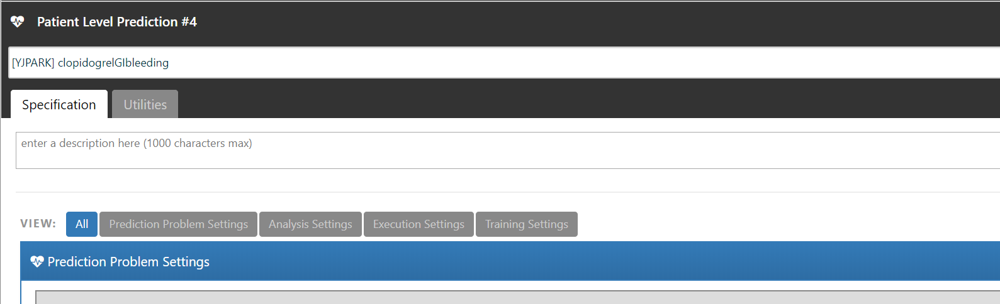 Patient Level Prediction #4
[YJPARK] clopidogrelGIbleeding
Specification Utilities
enter a description here (1000 characters max)
VIEW: All Prediction Problem Settings Analysis Settings Execution Settings Training Settings
Prediction Problem Settings